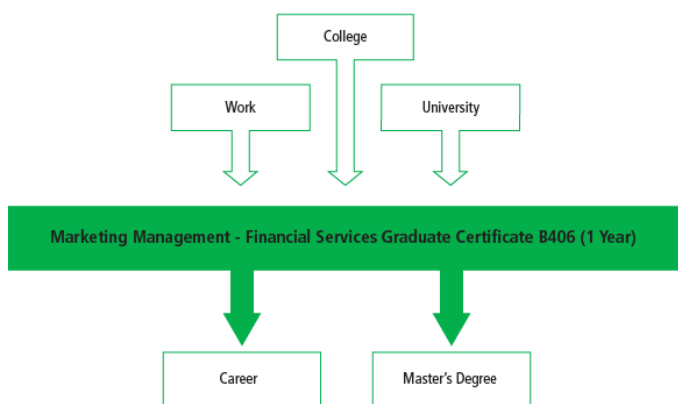 College
Work
University
Marketing Management - Financial Services Graduate Certificate B406 (1 Year)
Career
Master's Degree